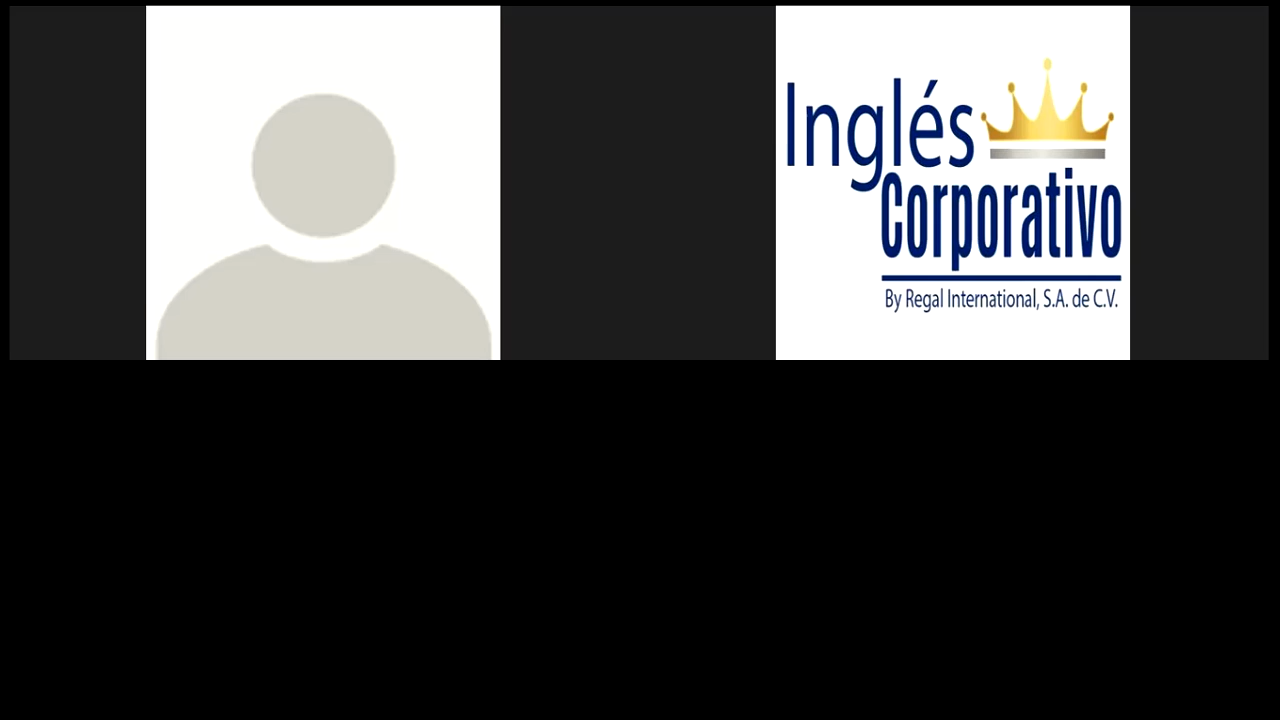 Inglés
Corporativo
By Regal International, S.A. de C.V.